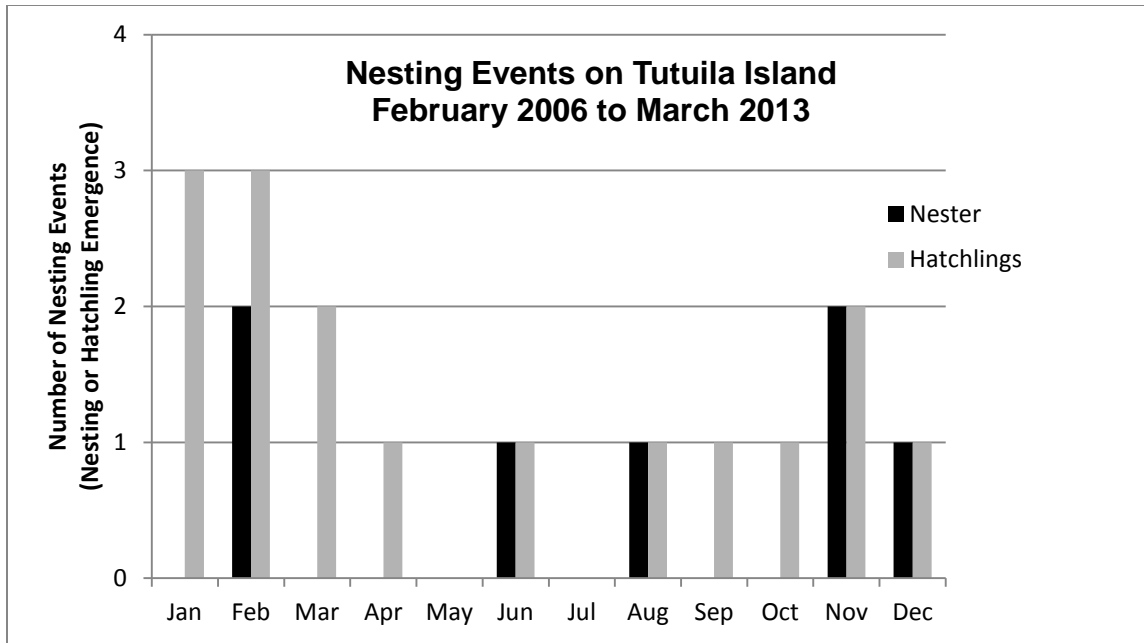 Nesting Events on Tutuila Island
February 2006 to March 2013
Number of Nesting Events
(Nesting or Hatchling Emergence)
4
3
2
1
0
Nester
Hatchlings
Jan Feb Mar Apr May Jun Jul Aug Sep Oct Nov Dec